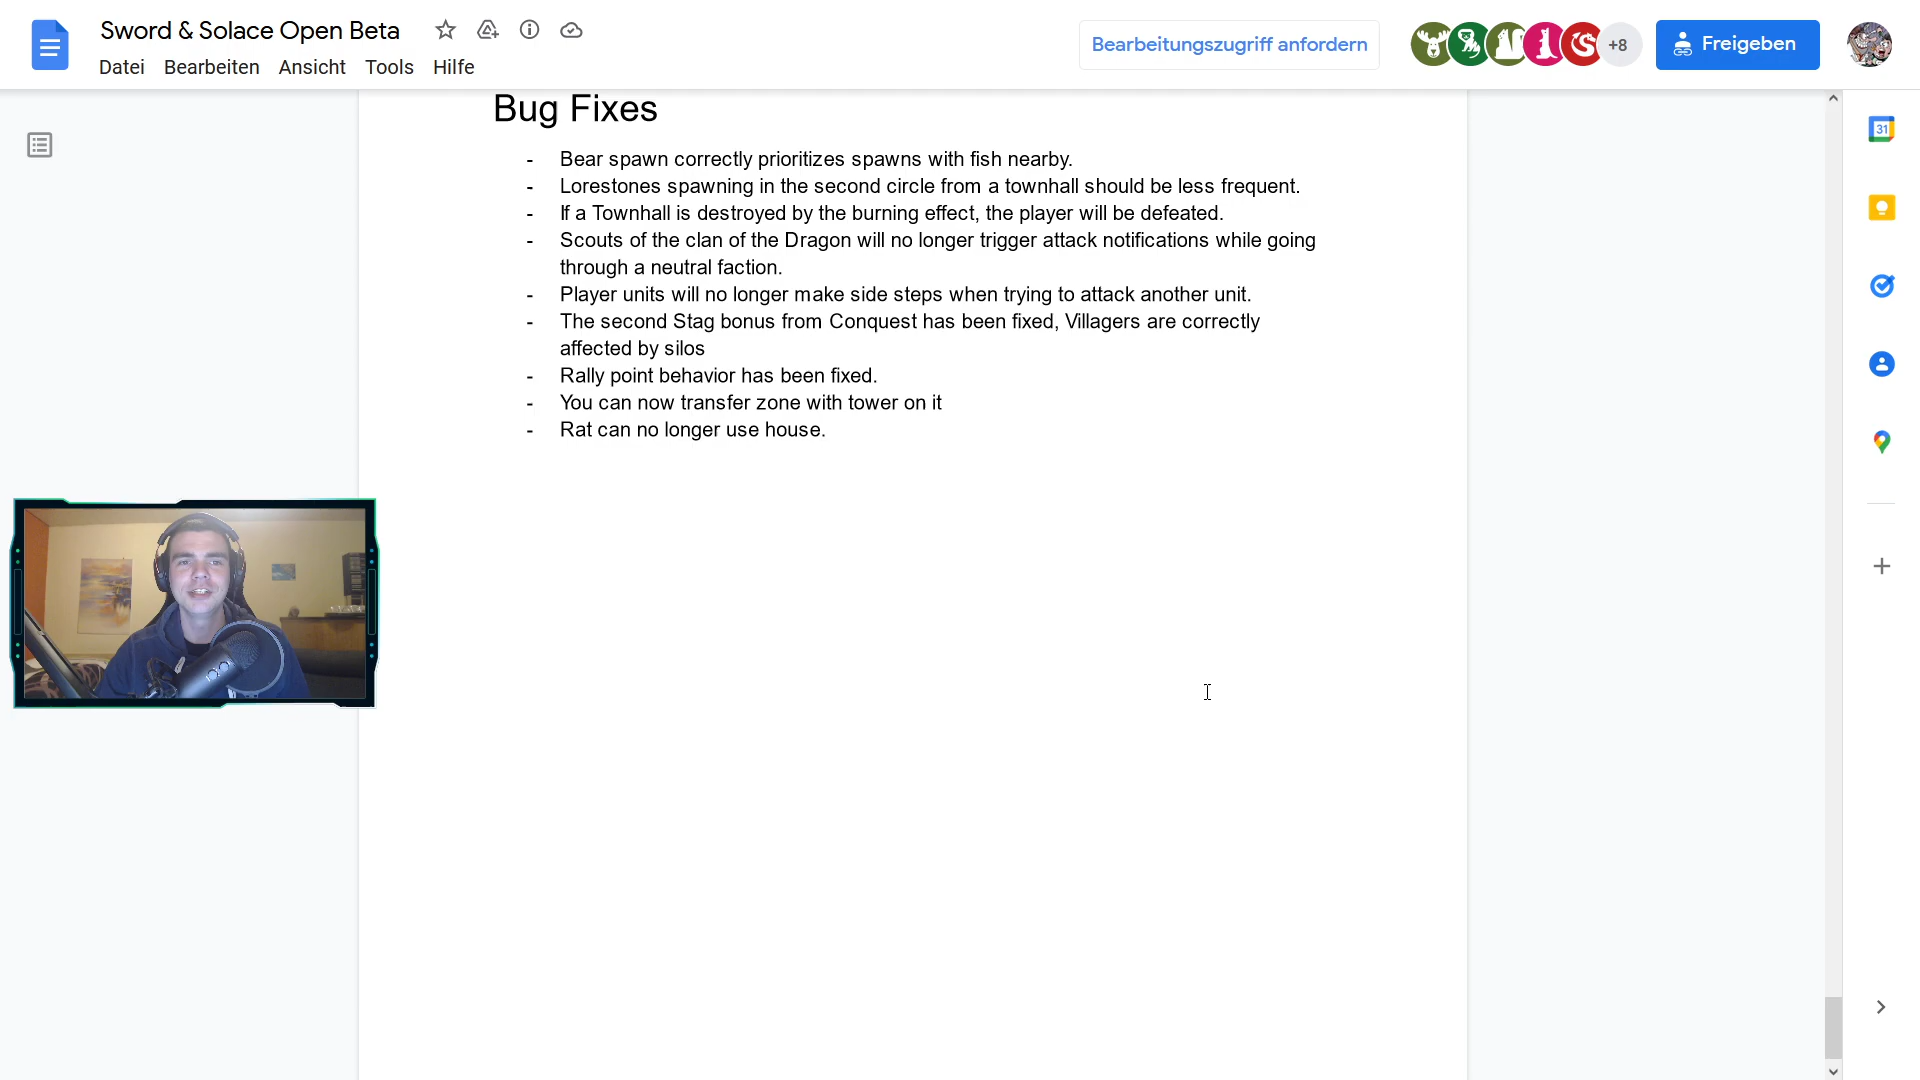 Sword & Solace Open Beta
Datei Bearbeiten Ansicht Tools Hilfe
Bearbeitungszugriff anfordern
+8
Freigeben
31
Bug Fixes
- Bear spawn correctly prioritizes spawns with fish nearby.
- Lorestones spawning in the second circle from a townhall should be less frequent.
- If a Townhall is destroyed by the burning effect, the player will be defeated.
- Scouts of the clan of the Dragon will no longer trigger attack notifications while going
through a neutral faction.
- Player units will no longer make side steps when trying to attack another unit.
- The second Stag bonus from Conquest has been fixed, Villagers are correctly
affected by silos
- Rally point behavior has been fixed.
- You can now transfer zone with tower on it
- Rat can no longer use house.